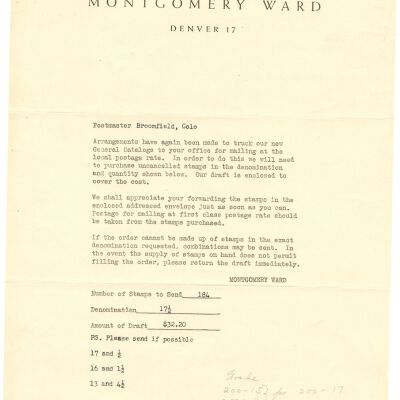 MONTGOMERY WARD
DENVER 17
Postmaster Broomfield, Colo
Arrangements have again been made to truck our new
General Catalogs to your office for mailing at the
local postage rate. In order to do this we will need
to purchase uncancelled stamps in the denomination
and quantity shown below. Our draft is enclosed to
cover the cost.
We shall appreciate your forwarding the stamps in the
enclosed addressed envelope just as soon as you can.
Postage for mailing at first class postage rate should
be taken from the stamps purchased.
If the order cannot be made up of stamps in the exact
denomination requested, combinations may be sent. In
the event the supply of stamps on hand does not permit
filling the order, please return the draft immediately.
MONTGOMERY WARD
Number of Stamps to Send 184
Denomination 17½
Amount of Draft $32.20
PS. Please send if possible
17 and ½
16 and 1½
13 and 4½
200-15½ for 200-17